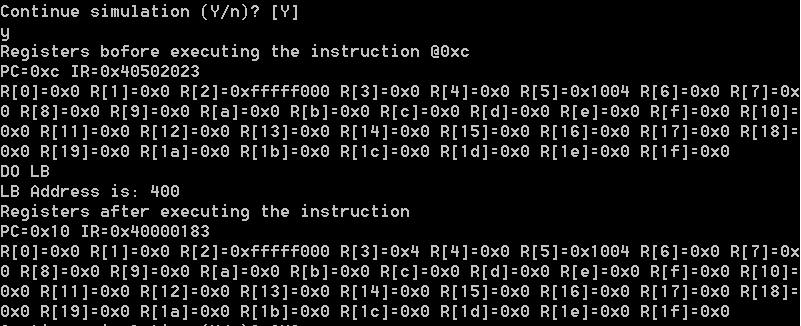 Continue simulation (Y/n)? [Y]
y
Registers bofore executing the instruction @0xc
PC=0xc IR=0x40502023
R[0]=0x0 R[1]=0x0 R[2]=0xfffff000 R[3]=0x0 R[4]=0x0 R[5]=0x1004 R[6]=0x0 R[7]=0x
0 R[8]=0x0 R[9]=0x0 R[a]=0x0 R[b]=0x0 R[c]=0x0 R[d]=0x0 R[e]=0x0 R[f]=0x0 R[10]=
0x0 R[11]=0x0 R[12]=0x0 R[13]=0x0 R[14]=0x0 R[15]=0x0 R[16]=0x0 R[17]=0x0 R[18]=
0x0 R[19]=0x0 R[1a]=0x0 R[1b]=0x0 R[1c]=0x0 R[1d]=0x0 R[1e]=0x0 R[1f]=0x0
DO LB
LB Address is: 400
Registers after executing the instruction
PC=0x10 IR=0x40000183
R[0]=0x0 R[1]=0x0 R[2]=0xfffff000 R[3]=0x4 R[4]=0x0 R[5]=0x1004 R[6]=0x0 R[7]=0x
0 R[8]=0x0 R[9]=0x0 R[a]=0x0 R[b]=0x0 R[c]=0x0 R[d]=0x0 R[e]=0x0 R[f]=0x0 R[10]=
0x0 R[11]=0x0 R[12]=0x0 R[13]=0x0 R[14]=0x0 R[15]=0x0 R[16]=0x0 R[17]=0x0 R[18]=
0x0 R[19]=0x0 R[1a]=0x0 R[1b]=0x0 R[1c]=0x0 R[1d]=0x0 R[1e]=0x0 R[1f]=0x0